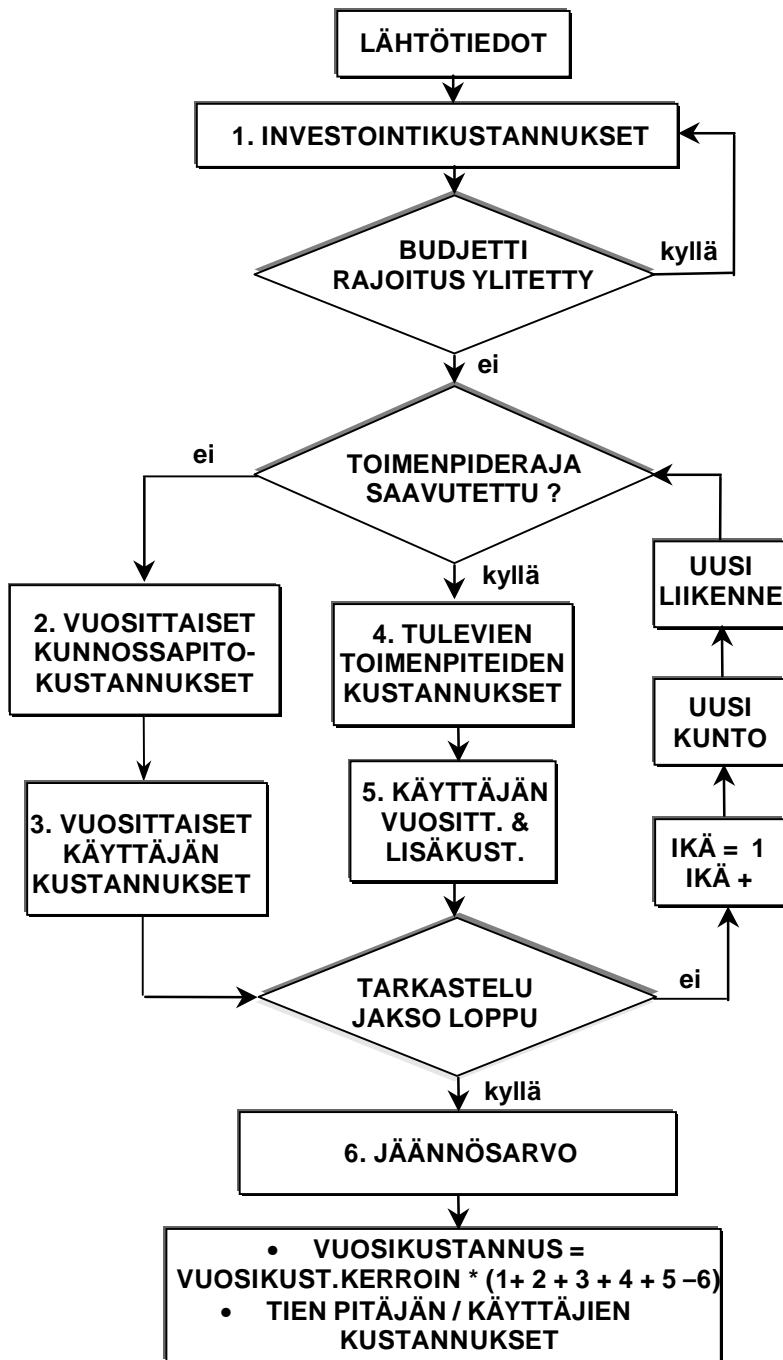 LÄHTÖTIEDOT
1. INVESTOINTIKUSTANNUKSET
BUDJETTI
RAJOITUS YLITETTY
kyllä
ei
TOIMENPIDERAJA
SAAVUTETTU ?
ei
kyllä
2. VUOSITTAISET
KUNNOSSAPITO-
KUSTANNUKSET
3. VUOSITTAISET
KÄYTTÄJÄN
KUSTANNUKSET
4. TULEVIEN
TOIMENPITEIDEN
KUSTANNUKSET
5. KÄYTTÄJÄN
VUOSITT. &
LISÄKUST.
UUSI
LIIKENNE
UUSI
KUNTO
IKÄ = 1
IKÄ +
TARKASTELU
JAKSO LOPPU
ei
kyllä
6. JÄÄNNÖSARVO
• VUOSIKUSTANNUS =
VUOSIKUST.KERROIN * (1+ 2 + 3 + 4 + 5 –6)
• TIEN PITÄJÄN / KÄYTTÄJIEN
KUSTANNUKSET